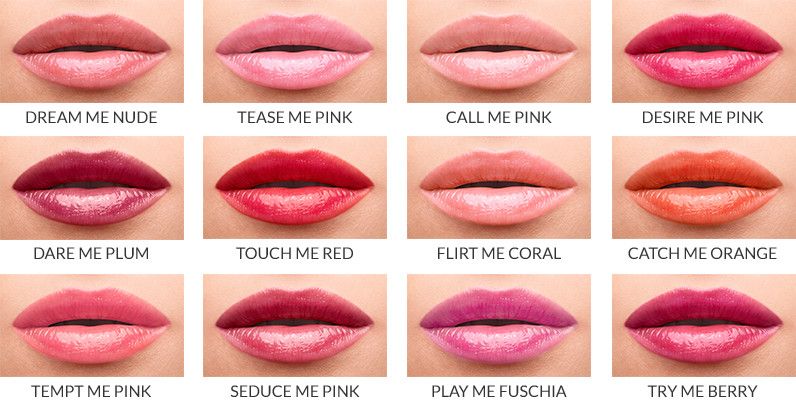 DREAM ME NUDE
TEASE ME PINK
CALL ME PINK
DESIRE ME PINK
DARE ME PLUM
TOUCH ME RED
FLIRT ME CORAL
CATCH ME ORANGE
TEMPT ME PINK
SEDUCE ME PINK
PLAY ME FUSCHIA
TRY ME BERRY